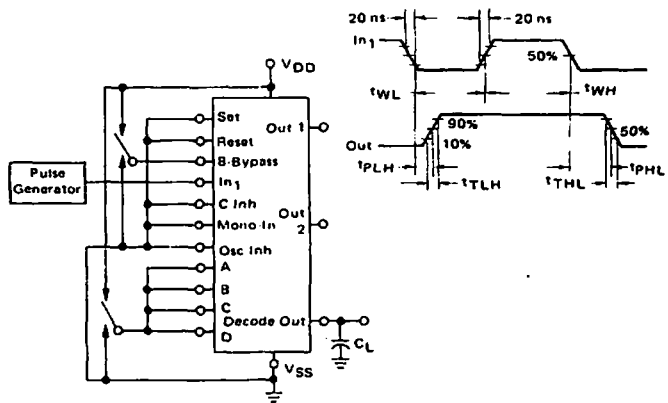 VDD
Set
Reset
8-Bypass
In1
C Inh
Mono-In
Osc Inh
A
B
C
D
Out 1
Out
2
Decode Out
CL
VSS
Pulse
Generator
20 ns
20 ns
In1
50%
tWL
tWH
90%
50%
10%
Out
tPLH
tTLH
tTHL
tPHL